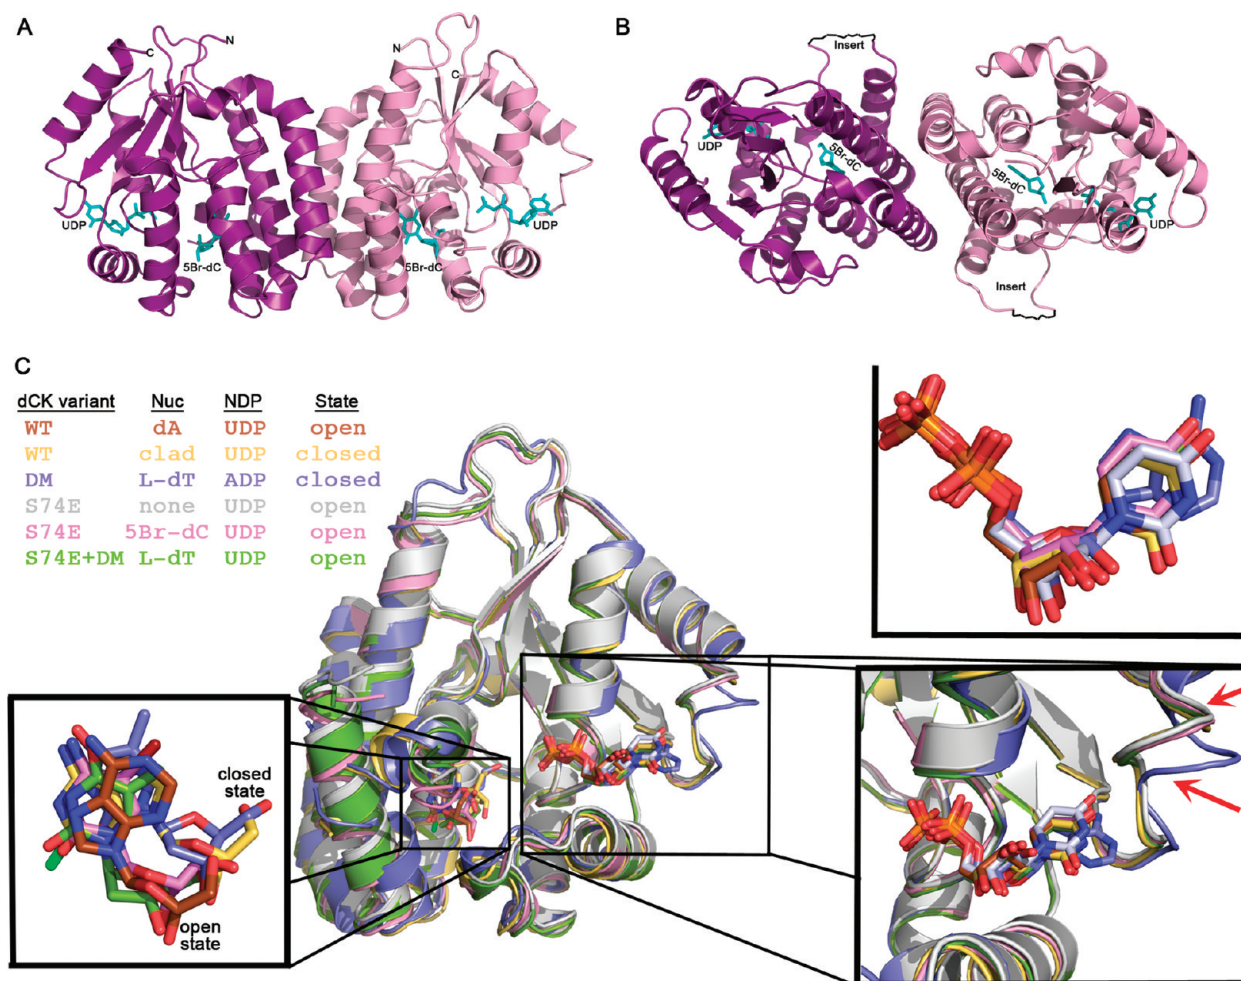 A
C
N
N
C
UDP
5Br-dC
5Br-dC
UDP
B
Insert
UDP
5Br-dC
5Br-dC
UDP
Insert
C
dCK variant Nuc NDP State
WT dA UDP open
WT clad UDP closed
DM L-dT ADP closed
S74E none UDP open
S74E 5Br-dC UDP open
S74E+DM L-dT UDP open
closed
state
open
state